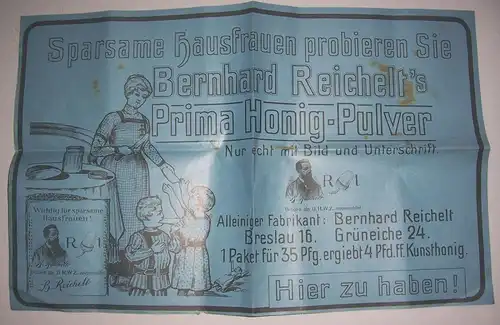 Sparsame Hausfrauen probieren Sie
Bernhard Reichelt's
Prima Honig-Pulver
Nur echt mit Bild und Unterschrift.
Alleiniger Fabrikant: Bernhard Reichelt
Breslau 16. Grüneiche 24.
1 Paket für 35 Pfg. ergiebt 4 Pfd. ff. Kunsthonig.
Hier zu haben!
Wichtig für sparsame
Hausfrauen!
B. Reichelt